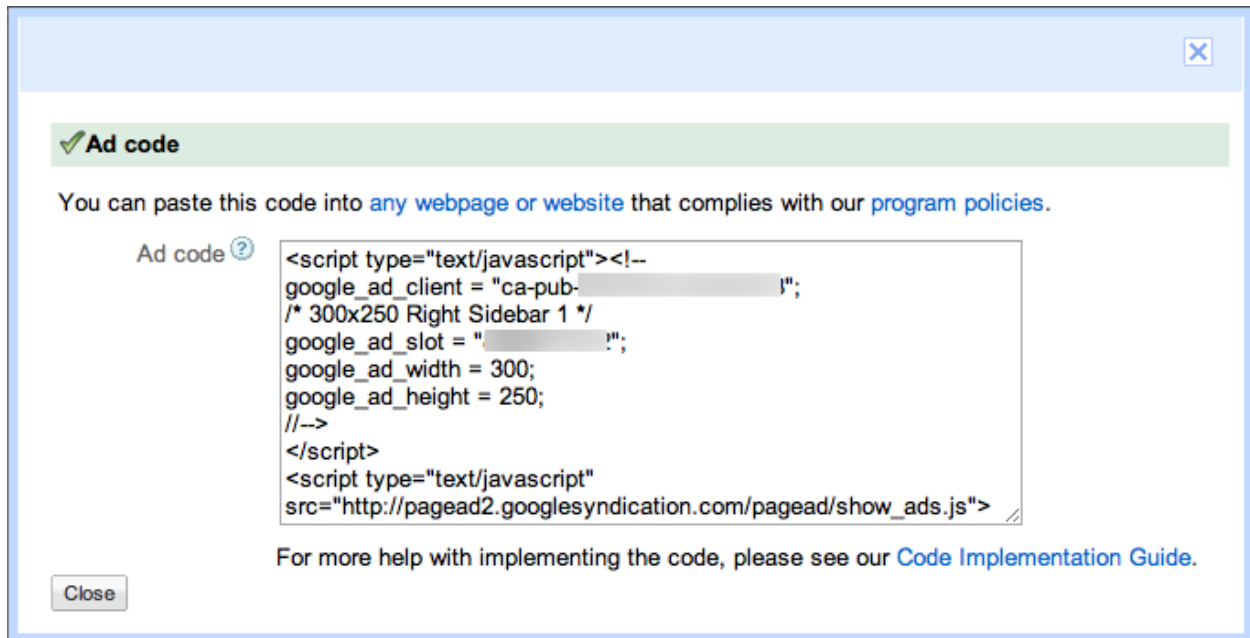 Ad code
You can paste this code into any webpage or website that complies with our program policies.
Ad code ?
<script type="text/javascript"><!--
google_ad_client = "ca-pub-";
/* 300x250 Right Sidebar 1 */
google_ad_slot = "";
google_ad_width = 300;
google_ad_height = 250;
//-->
</script>
<script type="text/javascript"
src="http://pagead2.googlesyndication.com/pagead/show_ads.js">
For more help with implementing the code, please see our Code Implementation Guide.
Close